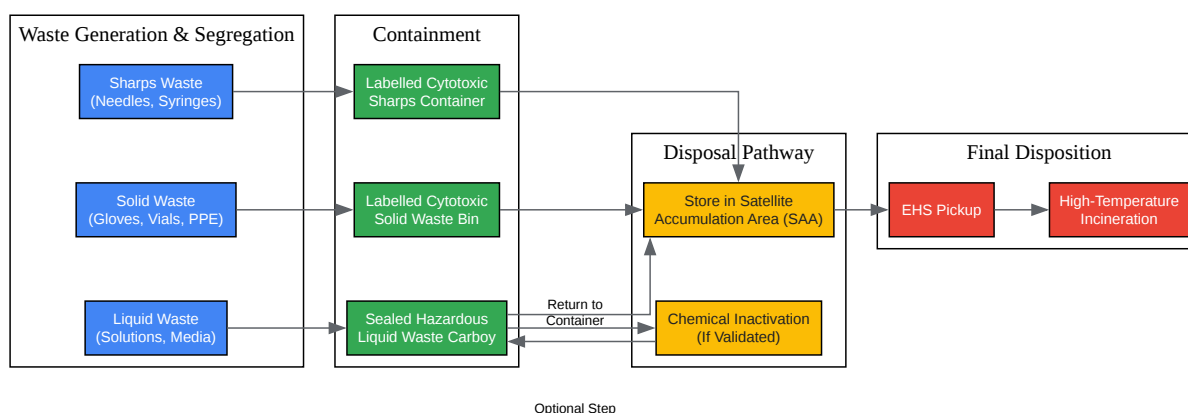 Waste Generation & Segregation
Sharps Waste
(Needles, Syringes)
Solid Waste
(Gloves, Vials, PPE)
Liquid Waste
(Solutions, Media)
Containment
Labelled Cytotoxic
Sharps Container
Labelled Cytotoxic
Solid Waste Bin
Sealed Hazardous
Liquid Waste Carboy
Return to
Container
Disposal Pathway
Store in Satellite
Accumulation Area (SAA)
Chemical Inactivation
(If Validated)
Final Disposition
EHS Pickup
High-Temperature
Incineration
Optional Step